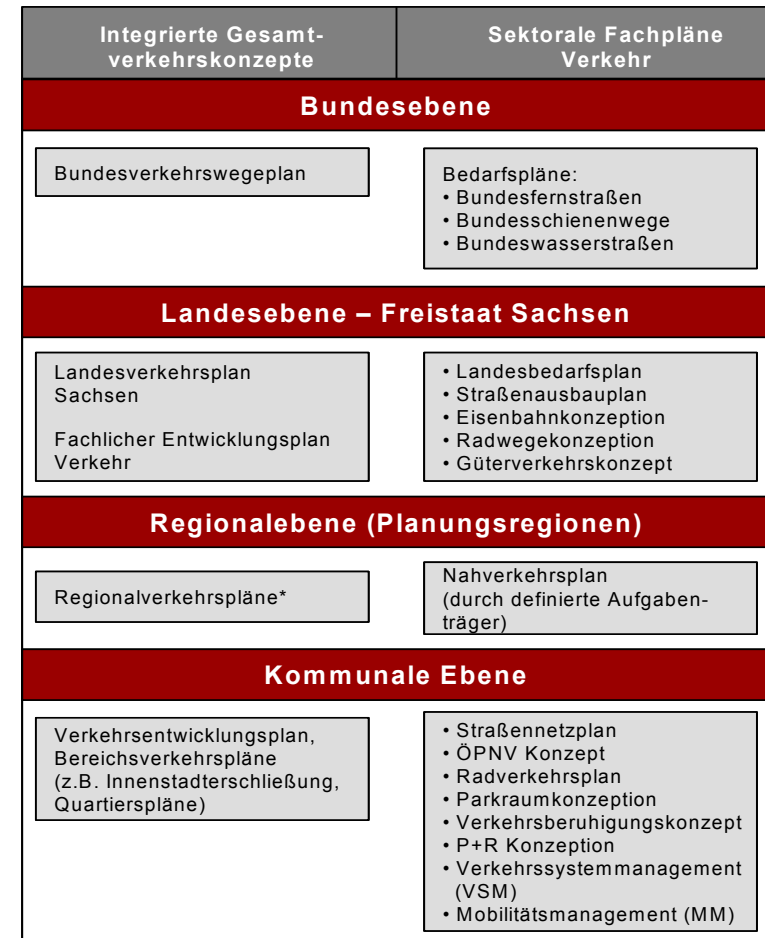 Integrierte Gesamt-
verkehrskonzepte
Sektorale Fachpläne
Verkehr
Bundesebene
Bundesverkehrswegeplan
Bedarfspläne:
• Bundesfernstraßen
• Bundesschienenwege
• Bundeswasserstraßen
Landesebene – Freistaat Sachsen
Landesverkehrsplan
Sachsen
Fachlicher Entwicklungsplan
Verkehr
• Landesbedarfsplan
• Straßenausbauplan
• Eisenbahnkonzeption
• Radwegekonzeption
• Güterverkehrskonzept
Regionalebene (Planungsregionen)
Regionalverkehrspläne*
Nahverkehrsplan
(durch definierte Aufgaben-
träger)
Kommunale Ebene
Verkehrsentwicklungsplan,
Bereichsverkehrspläne
(z.B. Innenstadterschließung,
Quartierspläne)
• Straßennetzplan
• ÖPNV Konzept
• Radverkehrsplan
• Parkraumkonzeption
• Verkehrsberuhigungskonzept
• P+R Konzeption
• Verkehrssystemmanagement
(VSM)
• Mobilitätsmanagement (MM)